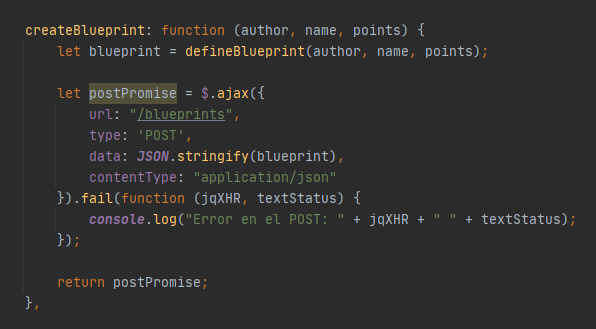 createBlueprint: function (author, name, points) {
    let blueprint = defineBlueprint(author, name, points);

    let postPromise = $.ajax({
        url: "/blueprints",
        type: 'POST',
        data: JSON.stringify(blueprint),
        contentType: "application/json"
    }).fail(function (jqXHR, textStatus) {
        console.log("Error en el POST: " + jqXHR + " " + textStatus);
    });

    return postPromise;
},